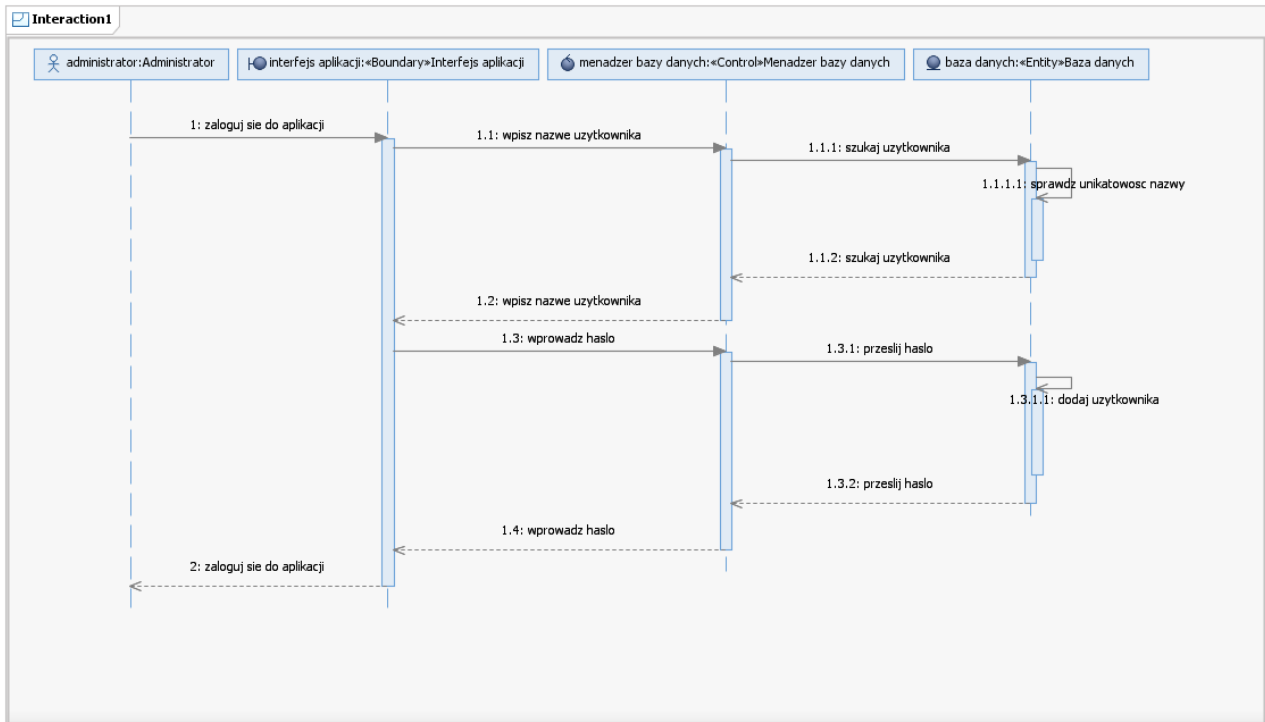 Interaction1
administrator:Administrator
interfejs aplikacji:«Boundary»Interfejs aplikacji
menadzer bazy danych:«Control»Menadzer bazy danych
baza danych:«Entity»Baza danych
1: zaloguj sie do aplikacji
1.1: wpisz nazwe uzytkownika
1.1.1: szukaj uzytkownika
1.1.1.1: sprawdz unikatowosc nazwy
1.1.2: szukaj uzytkownika
1.2: wpisz nazwe uzytkownika
1.3: wprowadz haslo
1.3.1: przeslij haslo
1.3.1.1: dodaj uzytkownika
1.3.2: przeslij haslo
1.4: wprowadz haslo
2: zaloguj sie do aplikacji